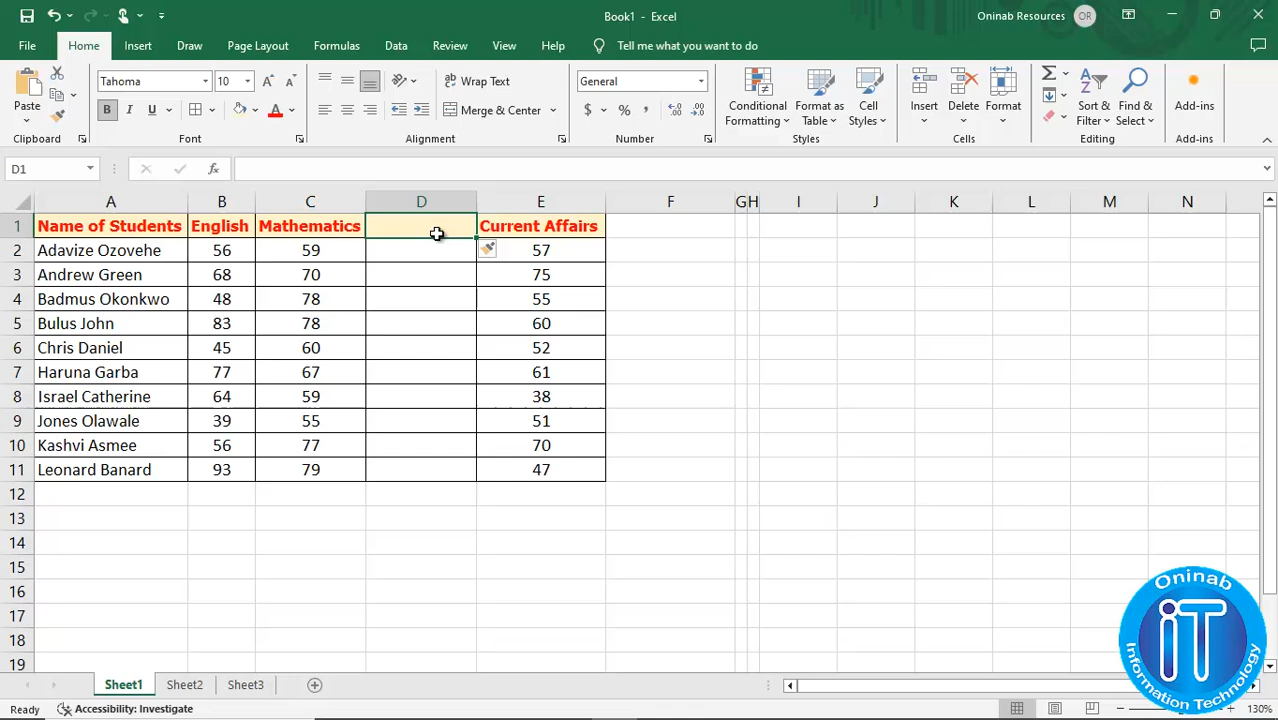 Book1 - Excel
Oninab Resources OR
File Home Insert Draw Page Layout Formulas Data Review View Help Tell me what you want to do
Paste
Clipboard
Tahoma 10
B I U A
Font
ab Wrap Text
Merge & Center
Alignment
General
$ % ,
Number
Conditional Formatting
Format as Table
Cell Styles
Styles
Insert Delete Format
Cells
Sort & Filter
Find & Select
Editing
Add-ins
Add-ins
D1 fx
A B C D E F G H I J K L M N
1 Name of Students English Mathematics Current Affairs
2 Adavize Ozovehe 56 59 57
3 Andrew Green 68 70 75
4 Badmus Okonkwo 48 78 55
5 Bulus John 83 78 60
6 Chris Daniel 45 60 52
7 Haruna Garba 77 67 61
8 Israel Catherine 64 59 38
9 Jones Olawale 39 55 51
10 Kashvi Asmee 56 77 70
11 Leonard Banard 93 79 47
12
13
14
15
16
17
18
19
Oninab
iT
Information Technology
Sheet1 Sheet2 Sheet3
Ready Accessibility: Investigate 130%